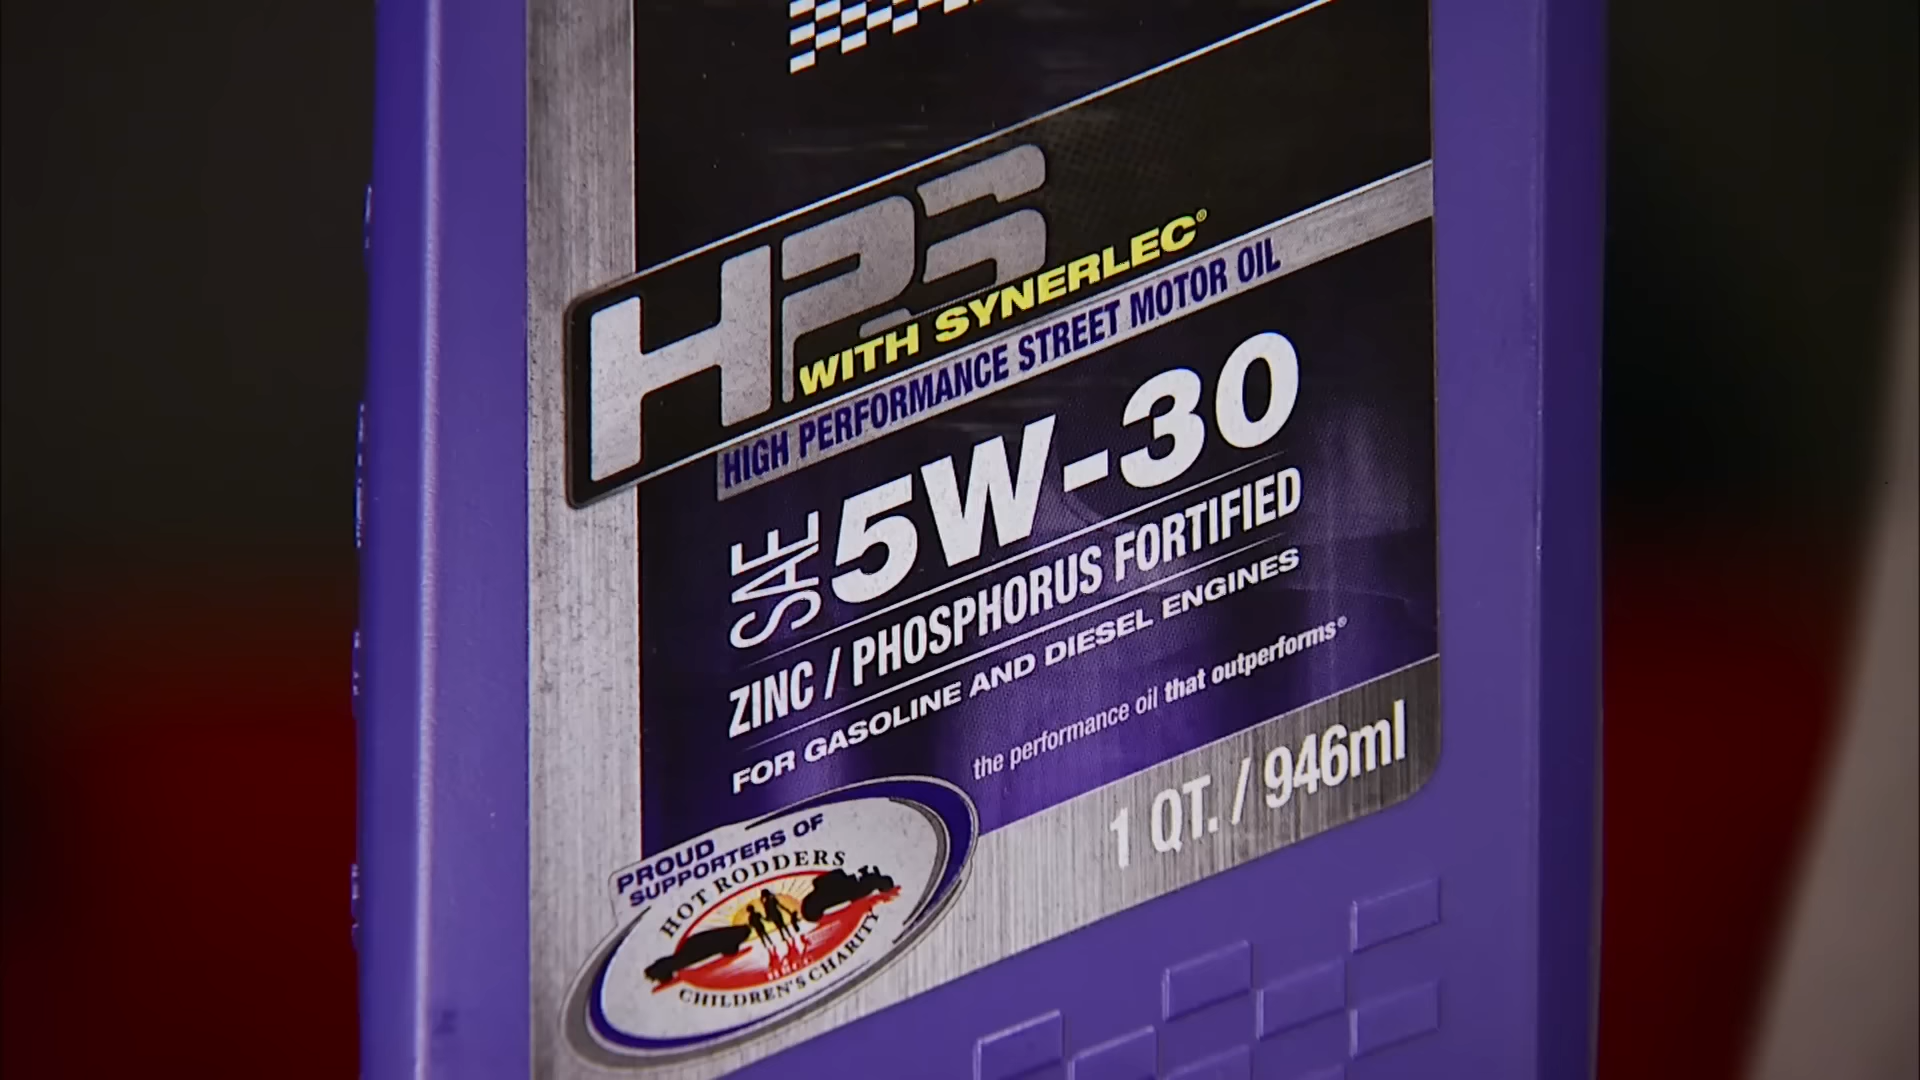 HPS
WITH SYNERLEC®
HIGH PERFORMANCE STREET MOTOR OIL
SAE 5W-30
ZINC / PHOSPHORUS FORTIFIED
FOR GASOLINE AND DIESEL ENGINES
the performance oil that outperforms®
1 QT. / 946ml
PROUD
SUPPORTERS OF
HOT RODDERS
CHILDREN'S CHARITY